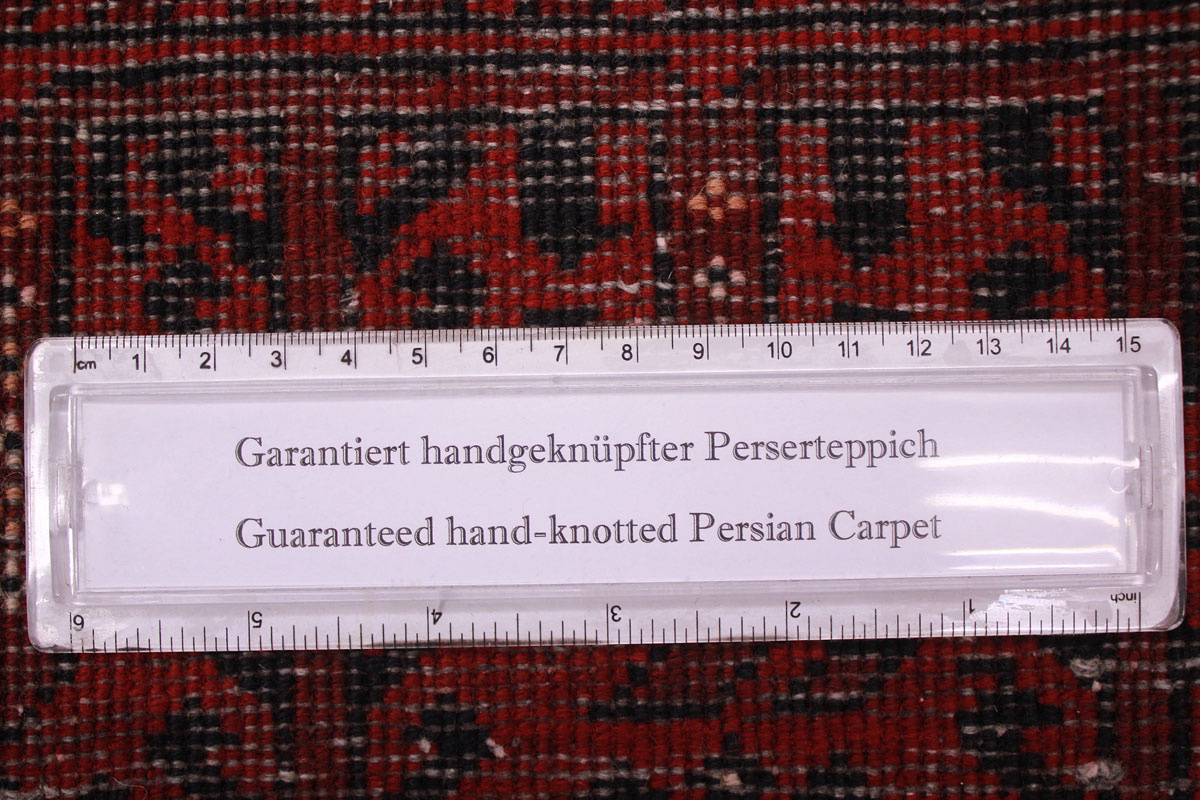 cm 1 2 3 4 5 6 7 8 9 10 11 12 13 14 15
Garantiert handgeknüpfter Perserteppich
Guaranteed hand-knotted Persian Carpet
6 5 4 3 2 1 inch